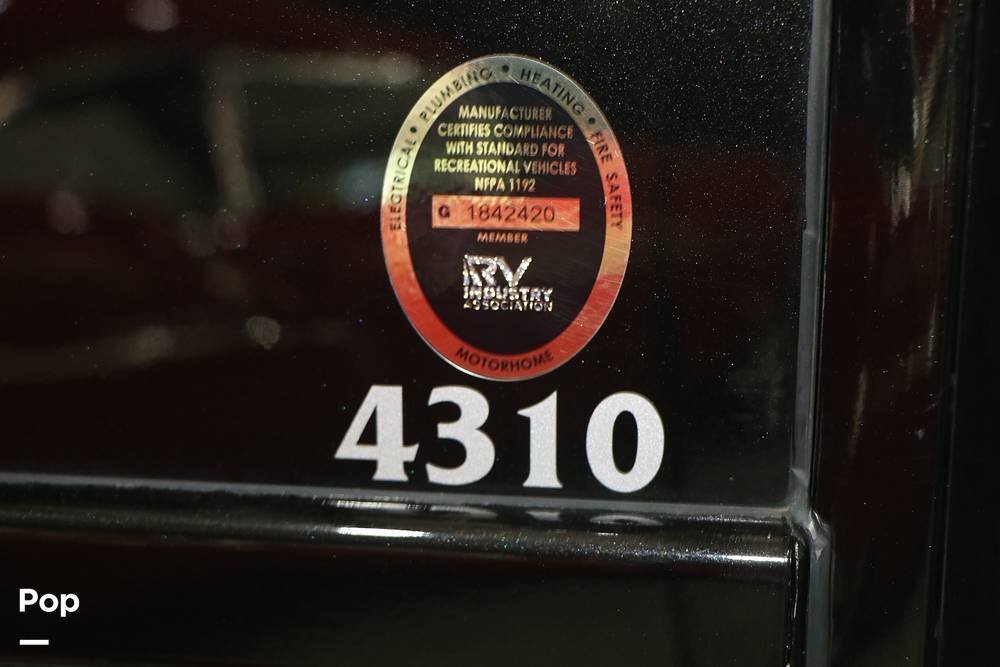 ELECTRICAL • PLUMBING • HEATING • FIRE SAFETY
MANUFACTURER
CERTIFIES COMPLIANCE
WITH STANDARD FOR
RECREATIONAL VEHICLES
NFPA 1192
G 1842420
MEMBER
RV
INDUSTRY
ASSOCIATION
MOTORHOME
4310
Pop